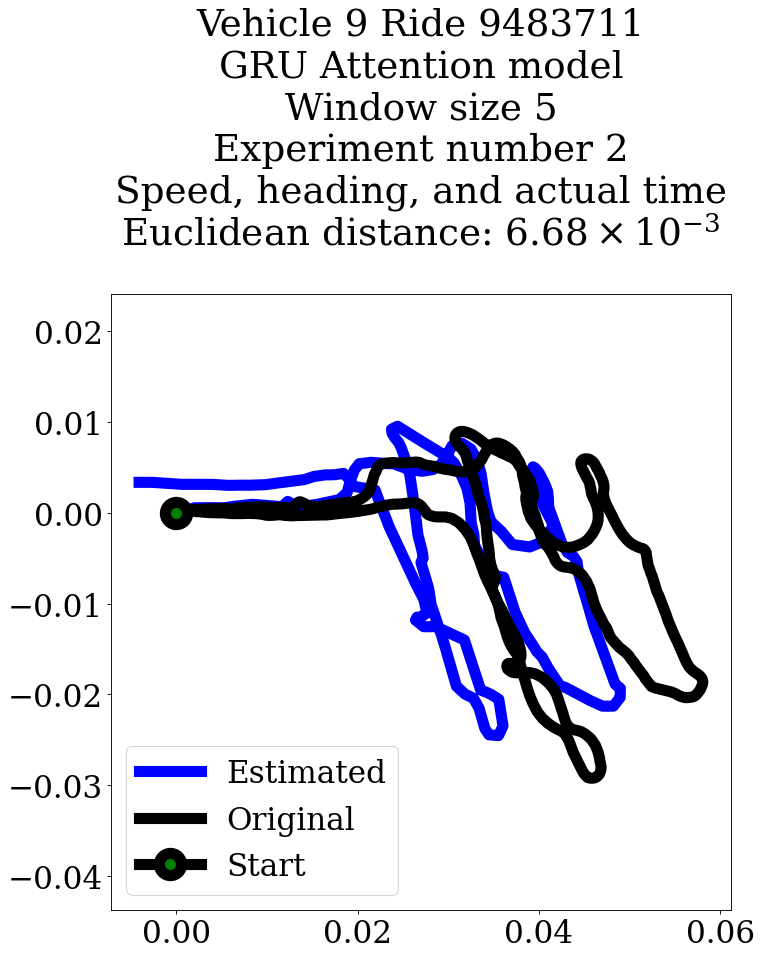 Vehicle 9 Ride 9483711
GRU Attention model
Window size 5
Experiment number 2
Speed, heading, and actual time
Euclidean distance: 6.68 × 10⁻³
0.02
0.01
0.00
−0.01
−0.02
−0.03
−0.04
Estimated
Original
Start
0.00 0.02 0.04 0.06